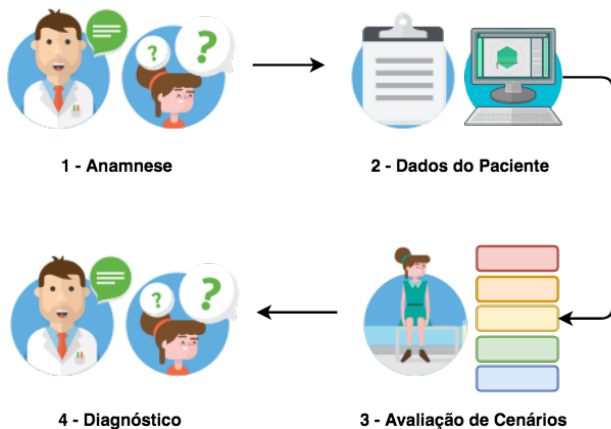 ?
?
1 - Anamnese
2 - Dados do Paciente
?
?
4 - Diagnóstico
3 - Avaliação de Cenários